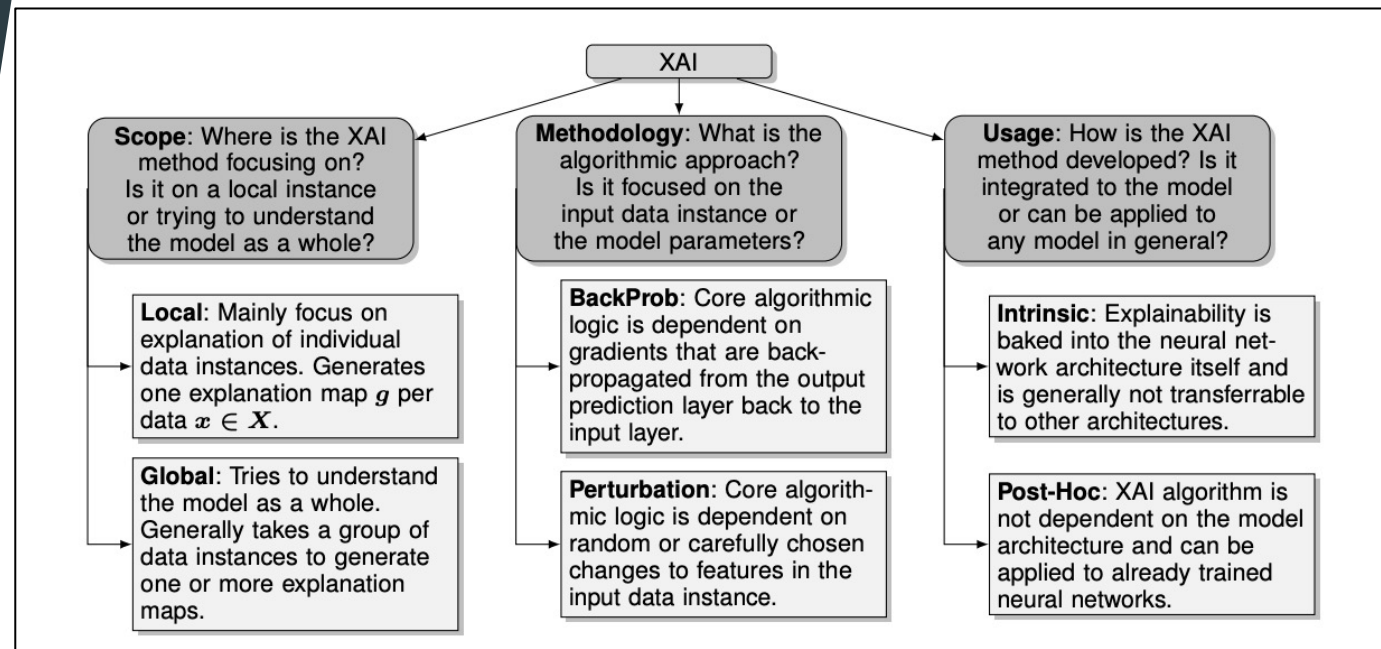 XAI
Scope: Where is the XAI
method focusing on?
Is it on a local instance
or trying to understand
the model as a whole?
Local: Mainly focus on
explanation of individual
data instances. Generates
one explanation map g per
data x ∈ X.
Global: Tries to understand
the model as a whole.
Generally takes a group of
data instances to generate
one or more explanation
maps.
Methodology: What is the
algorithmic approach?
Is it focused on the
input data instance or
the model parameters?
BackProb: Core algorithmic
logic is dependent on
gradients that are back-
propagated from the output
prediction layer back to the
input layer.
Perturbation: Core algorith-
mic logic is dependent on
random or carefully chosen
changes to features in the
input data instance.
Usage: How is the XAI
method developed? Is it
integrated to the model
or can be applied to
any model in general?
Intrinsic: Explainability is
baked into the neural net-
work architecture itself and
is generally not transferrable
to other architectures.
Post-Hoc: XAI algorithm is
not dependent on the model
architecture and can be
applied to already trained
neural networks.